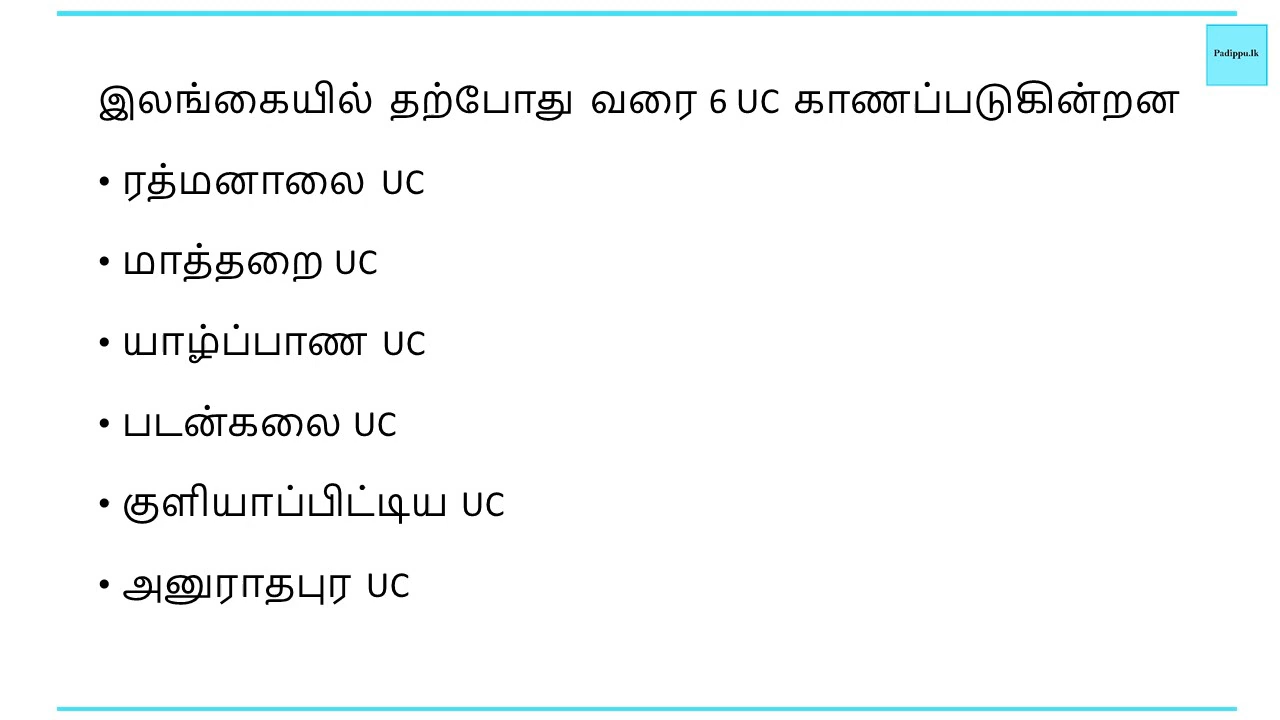 Padippu.lk
இலங்கையில் தற்போது வரை 6 UC காணப்படுகின்றன
• ரத்மனாலை UC
• மாத்தறை UC
• யாழ்ப்பாண UC
• படன்கலை UC
• குளியாப்பிட்டிய UC
• அனுராதபுர UC